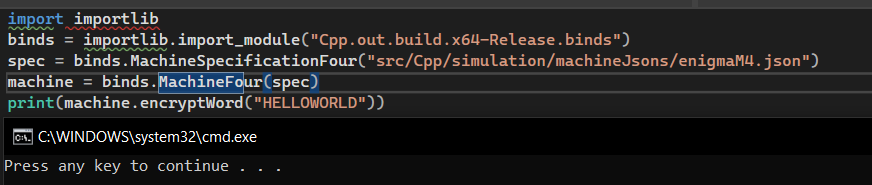 import importlib
binds = importlib.import_module("Cpp.out.build.x64-Release.binds")
spec = binds.MachineSpecificationFour("src/Cpp/simulation/machineJsons/enigmaM4.json")
machine = binds.MachineFour(spec)
print(machine.encryptWord("HELLOWORLD"))
C:\WINDOWS\system32\cmd.exe
Press any key to continue . . .